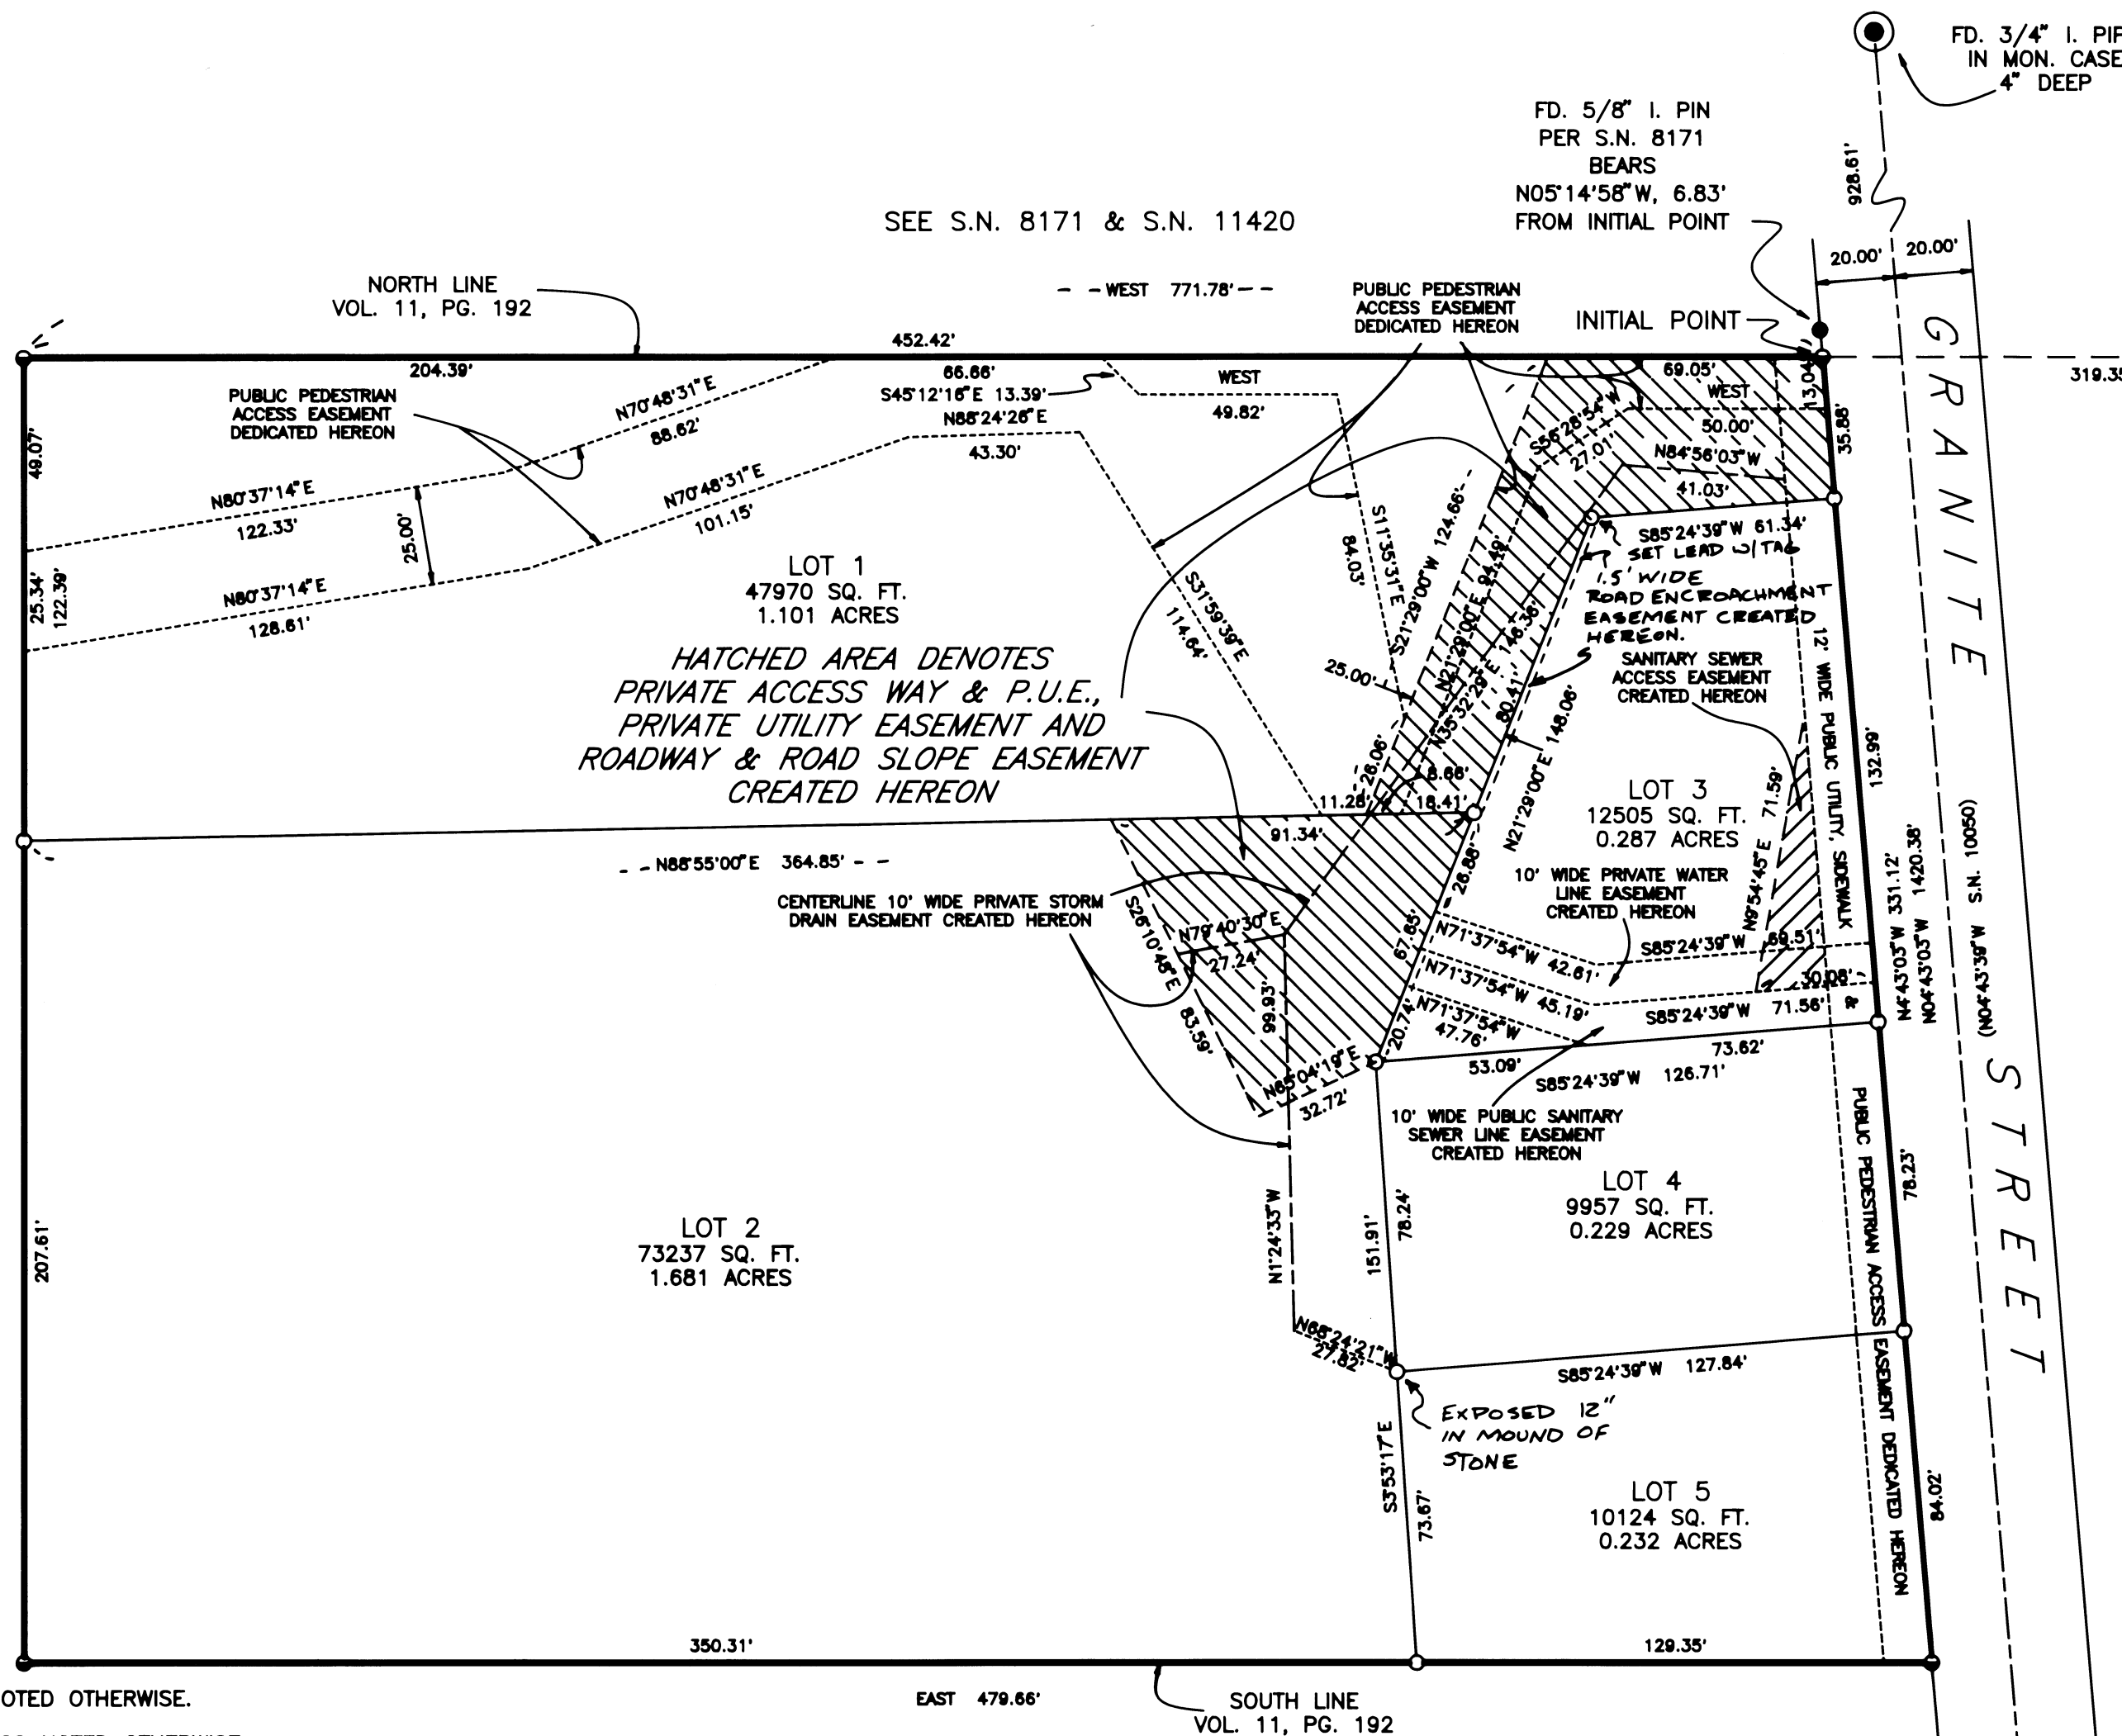 FD. 3/4" I. PIP
IN MON. CASE
4" DEEP
FD. 5/8" I. PIN
PER S.N. 8171
BEARS
N05°14'58"W, 6.83'
FROM INITIAL POINT
928.61'
SEE S.N. 8171 & S.N. 11420
20.00'
20.00'
NORTH LINE
VOL. 11, PG. 192
- - WEST 771.78' - -
PUBLIC PEDESTRIAN
ACCESS EASEMENT
DEDICATED HEREON
INITIAL POINT
452.42'
204.39'
66.66'
WEST
69.05'
13.04'
319.35
PUBLIC PEDESTRIAN
ACCESS EASEMENT
DEDICATED HEREON
N70°48'31"E
88.62'
S45°12'16"E 13.39'
49.82'
WEST
50.00'
S56°28'54"W
27.01'
35.88'
N88°24'26"E
43.30'
N84°56'03"W
41.03'
49.07'
N80°37'14"E
122.33'
25.00'
N70°48'31"E
101.15'
S11°35'31"E
84.03'
S21°29'00"W 124.66'
N21°29'00"E 94.49'
S85°24'39"W 61.34'
SET LEAD W/TAG
1.5' WIDE
ROAD ENCROACHMENT
EASEMENT CREATED
HEREON.
25.34'
122.39'
N80°37'14"E
128.61'
LOT 1
47970 SQ. FT.
1.101 ACRES
S31°59'39"E
114.64'
HATCHED AREA DENOTES
PRIVATE ACCESS WAY & P.U.E.,
PRIVATE UTILITY EASEMENT AND
ROADWAY & ROAD SLOPE EASEMENT
CREATED HEREON
25.00'
N35°32'29"E 146.36'
80.41'
28.06'
8.66'
N21°29'00"E 148.06'
SANITARY SEWER
ACCESS EASEMENT
CREATED HEREON
12' WIDE PUBLIC UTILITY, SIDEWALK
&
PUBLIC PEDESTRIAN ACCESS EASEMENT DEDICATED HEREON
132.99'
11.28'
18.41'
91.34'
LOT 3
12505 SQ. FT.
0.287 ACRES
N9°54'45"E 71.59'
- - N88°55'00"E 364.85' - -
26.88'
10' WIDE PRIVATE WATER
LINE EASEMENT
CREATED HEREON
CENTERLINE 10' WIDE PRIVATE STORM
DRAIN EASEMENT CREATED HEREON
S26°10'48"E
83.59'
N79°40'30"E
27.24'
99.93'
67.65'
N71°37'54"W 42.61'
S85°24'39"W 69.51'
N71°37'54"W 45.19'
30.08'
S85°24'39"W 71.56'
N71°37'54"W
47.76'
20.74'
N4°43'03"W 331.12'
N04°43'03"W 1420.38'
(N04°43'39"W S.N. 10050)
GRANITE STREET
N65°04'19"E
32.72'
53.09'
73.62'
S85°24'39"W 126.71'
10' WIDE PUBLIC SANITARY
SEWER LINE EASEMENT
CREATED HEREON
LOT 4
9957 SQ. FT.
0.229 ACRES
78.23'
207.61'
LOT 2
73237 SQ. FT.
1.681 ACRES
N1°24'33"W
151.91'
78.24'
N68°24'21"W
27.82'
S85°24'39"W 127.84'
EXPOSED 12"
IN MOUND OF
STONE
S3°53'17"E
73.67'
LOT 5
10124 SQ. FT.
0.232 ACRES
84.02'
350.31'
129.35'
OTED OTHERWISE.
EAST 479.66'
SOUTH LINE
VOL. 11, PG. 192